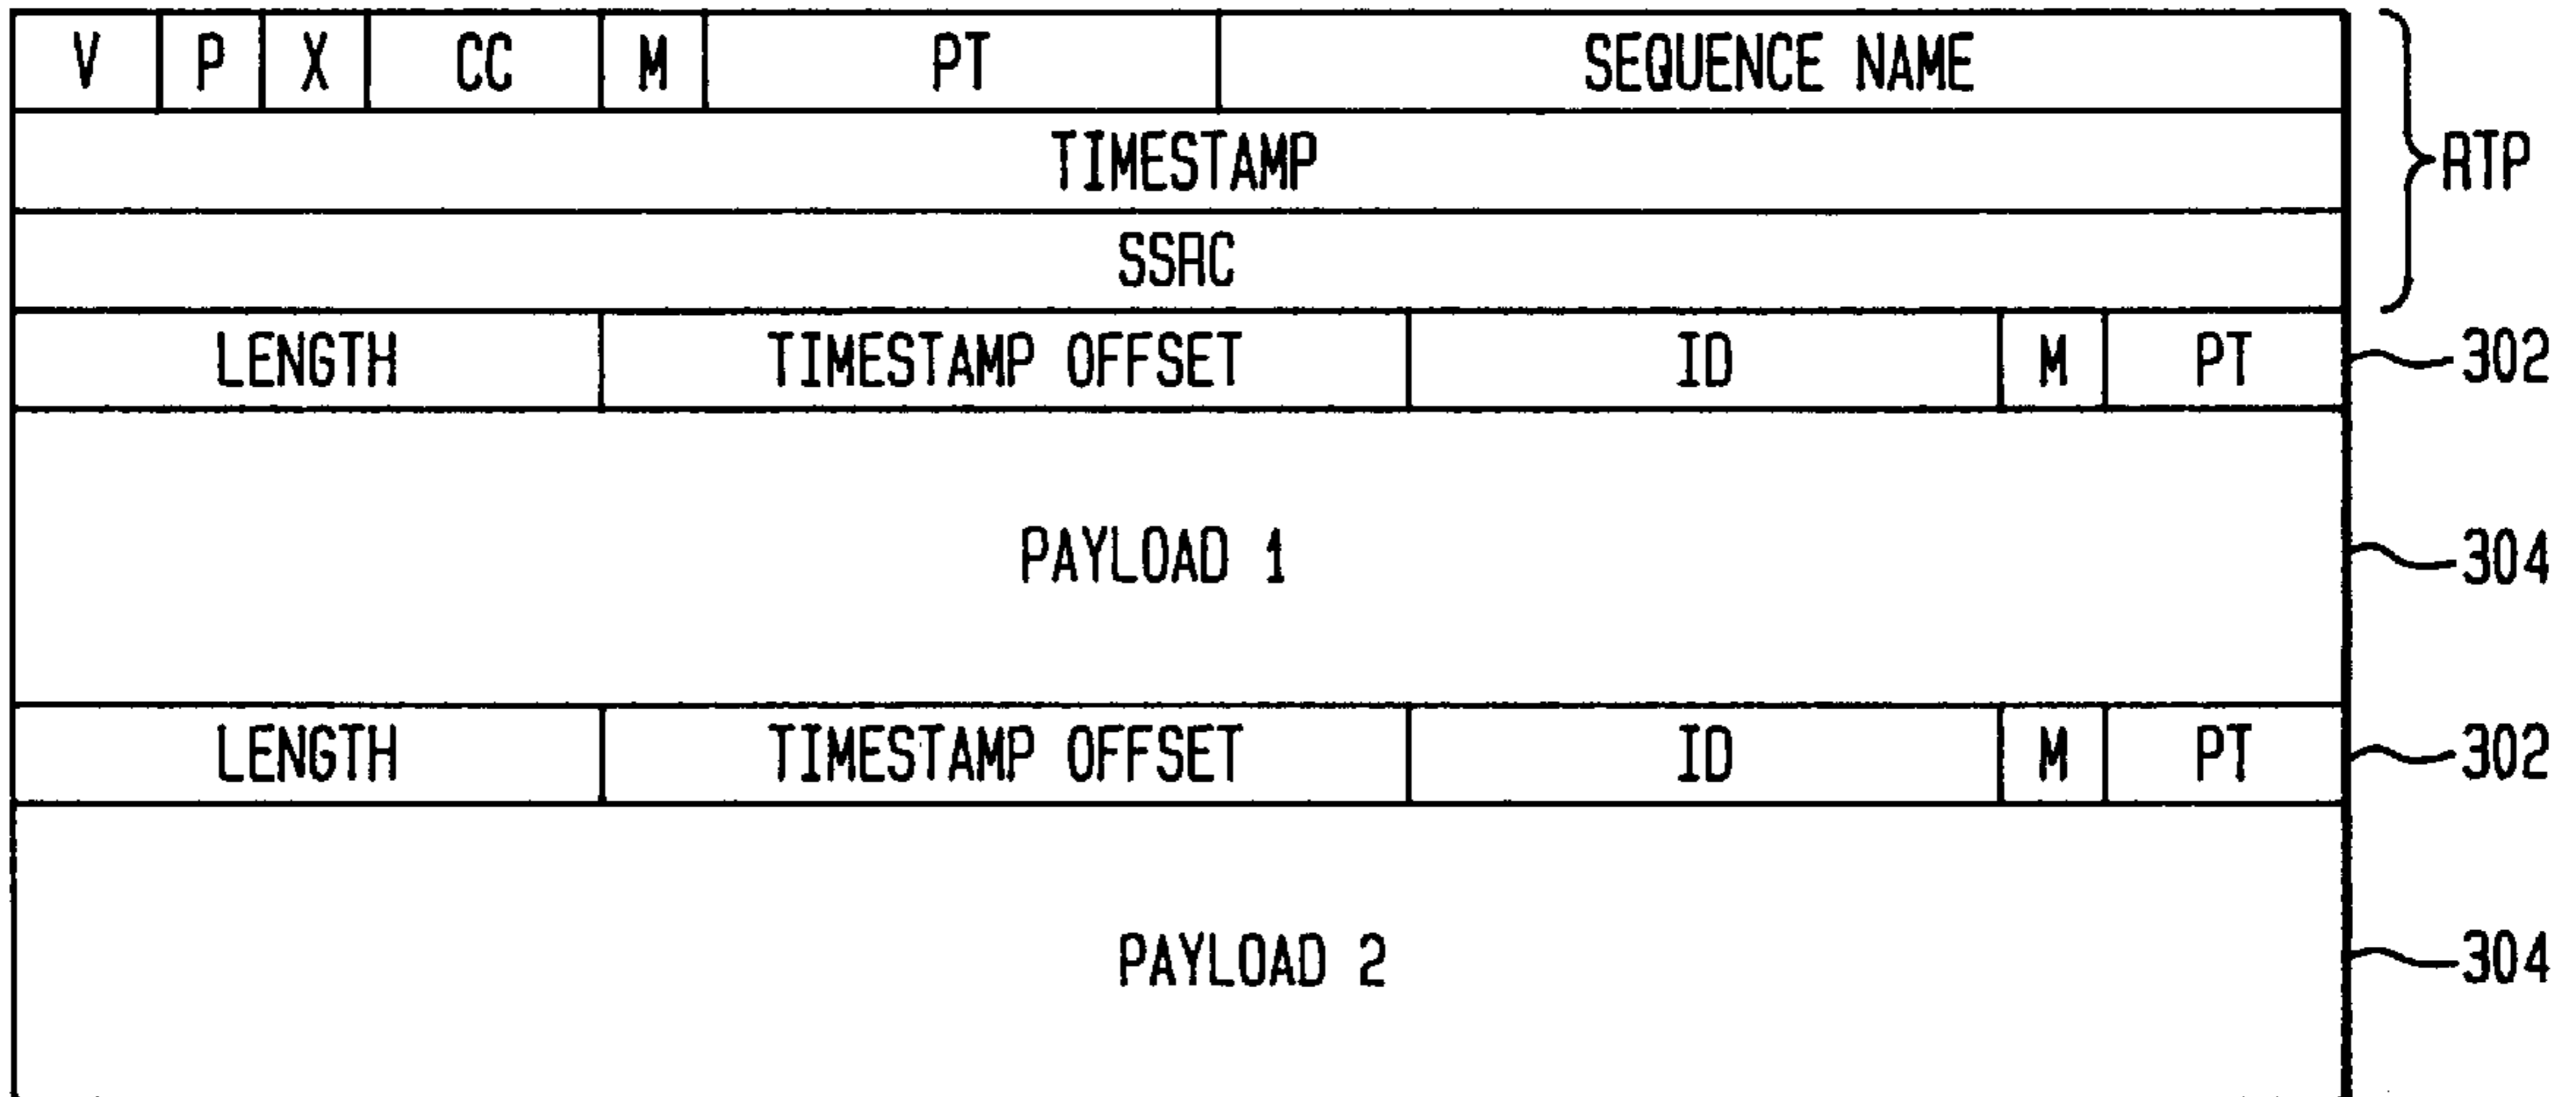 V P X CC M PT SEQUENCE NAME
TIMESTAMP
RTP
SSRC
LENGTH TIMESTAMP OFFSET ID M PT 302
PAYLOAD 1 304
LENGTH TIMESTAMP OFFSET ID M PT 302
PAYLOAD 2 304